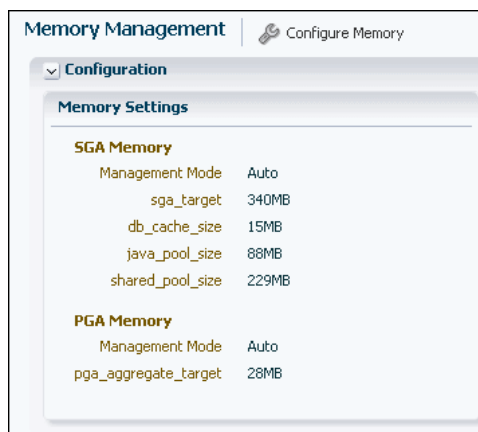 Memory Management Configure Memory
Configuration
Memory Settings
SGA Memory
Management Mode Auto
sga_target 340MB
db_cache_size 15MB
java_pool_size 88MB
shared_pool_size 229MB
PGA Memory
Management Mode Auto
pga_aggregate_target 28MB